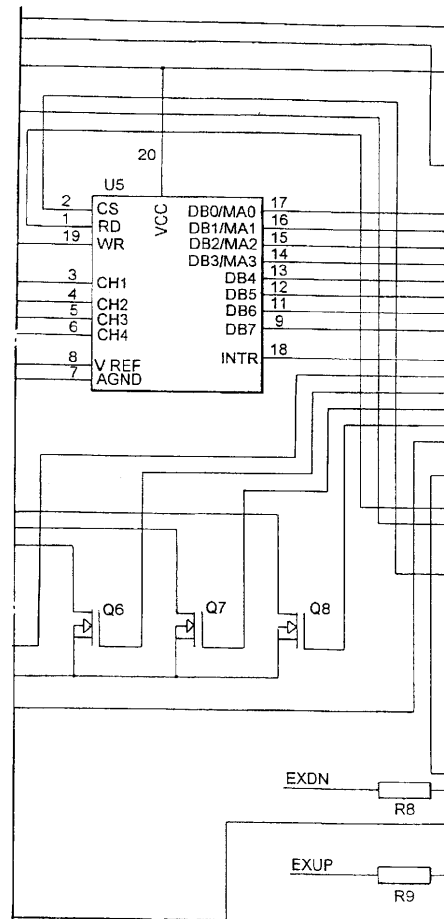 20
U5
VCC
2 CS
1 RD
19 WR
3 CH1
4 CH2
5 CH3
6 CH4
8 V REF
7 AGND
DB0/MA0 17
DB1/MA1 16
DB2/MA2 15
DB3/MA3 14
DB4 13
DB5 12
DB6 11
DB7 9
INTR 18
Q6 Q7 Q8
EXDN
R8
EXUP
R9